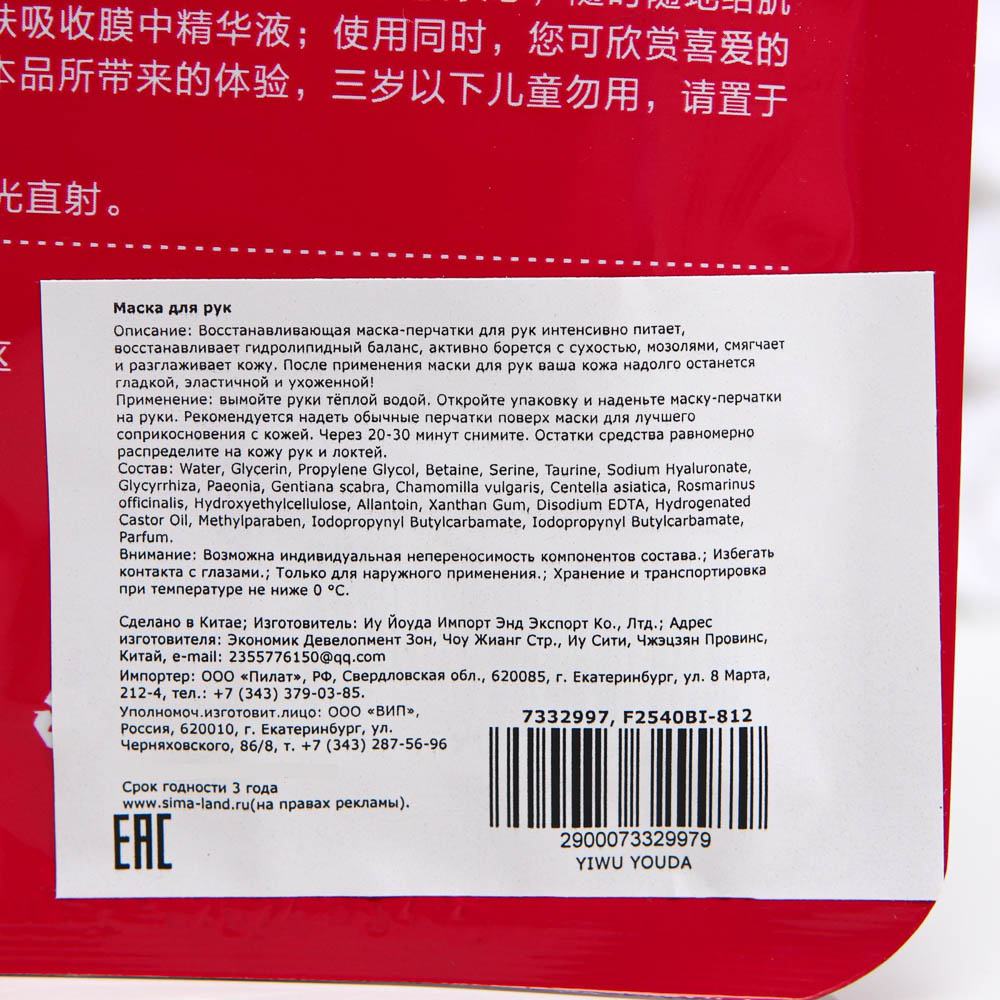 肤吸收膜中精华液；使用同时，您可欣赏喜爱的
本品所带来的体验，三岁以下儿童勿用，请置于
光直射。
Маска для рук
Описание: Восстанавливающая маска-перчатки для рук интенсивно питает,
восстанавливает гидролипидный баланс, активно борется с сухостью, мозолями, смягчает
и разглаживает кожу. После применения маски для рук ваша кожа надолго останется
гладкой, эластичной и ухоженной!
Применение: вымойте руки тёплой водой. Откройте упаковку и наденьте маску-перчатки
на руки. Рекомендуется надеть обычные перчатки поверх маски для лучшего
соприкосновения с кожей. Через 20-30 минут снимите. Остатки средства равномерно
распределите на кожу рук и локтей.
Состав: Water, Glycerin, Propylene Glycol, Betaine, Serine, Taurine, Sodium Hyaluronate,
Glycyrrhiza, Paeonia, Gentiana scabra, Chamomilla vulgaris, Centella asiatica, Rosmarinus
officinalis, Hydroxyethylcellulose, Allantoin, Xanthan Gum, Disodium EDTA, Hydrogenated
Castor Oil, Methylparaben, Iodopropynyl Butylcarbamate, Iodopropynyl Butylcarbamate,
Parfum.
Внимание: Возможна индивидуальная непереносимость компонентов состава.; Избегать
контакта с глазами.; Только для наружного применения.; Хранение и транспортировка
при температуре не ниже 0 °C.
Сделано в Китае; Изготовитель: Иу Йоуда Импорт Энд Экспорт Ко., Лтд.; Адрес
изготовителя: Экономик Девелопмент Зон, Чоу Жианг Стр., Иу Сити, Чжэцзян Провинс,
Китай, e-mail: 2355776150@qq.com
Импортер: ООО «Пилат», РФ, Свердловская обл., 620085, г. Екатеринбург, ул. 8 Марта,
212-4, тел.: +7 (343) 379-03-85.
Уполномоч.изготовит.лицо: ООО «ВИП»,
Россия, 620010, г. Екатеринбург, ул.
Черняховского, 86/8, т. +7 (343) 287-56-96
7332997, F2540BI-812
2900073329979
YIWU YOUDA
Срок годности 3 года
www.sima-land.ru(на правах рекламы).
EAC